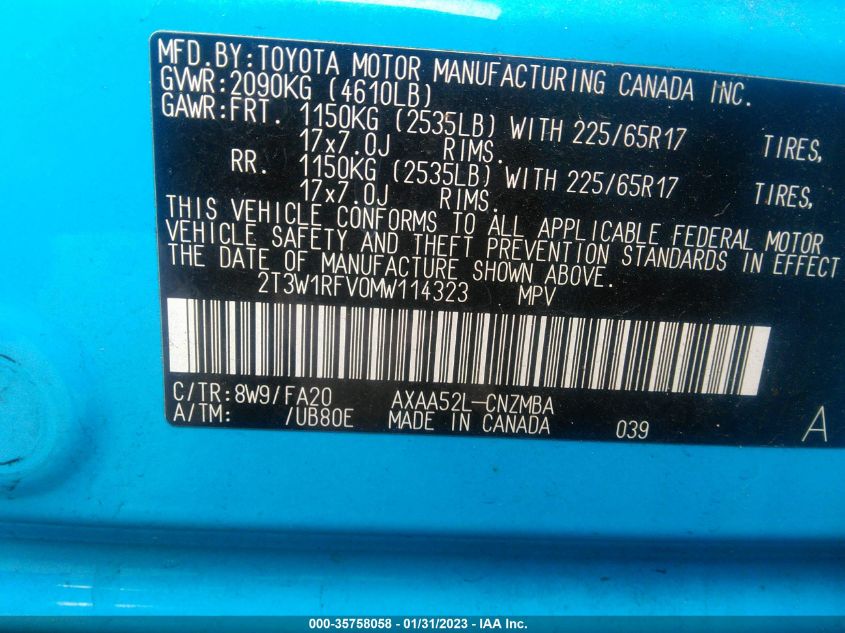 MFD.BY:TOYOTA MOTOR MANUFACTURING CANADA INC.
GVWR:2090KG (4610LB)
GAWR:FRT. 1150KG (2535LB) WITH 225/65R17 TIRES,
17x7.0J RIMS.
RR. 1150KG (2535LB) WITH 225/65R17 TIRES,
17x7.0J RIMS.
THIS VEHICLE CONFORMS TO ALL APPLICABLE FEDERAL MOTOR
VEHICLE SAFETY AND THEFT PREVENTION STANDARDS IN EFFECT
THE DATE OF MANUFACTURE SHOWN ABOVE.
2T3W1RFV0MW114323 MPV
C/TR:8W9/FA20 AXAA52L-CNZMBA
A/TM: /UB80E MADE IN CANADA 039 A
000-35758058 - 01/31/2023 - COPYRIGHT IAA, Inc.